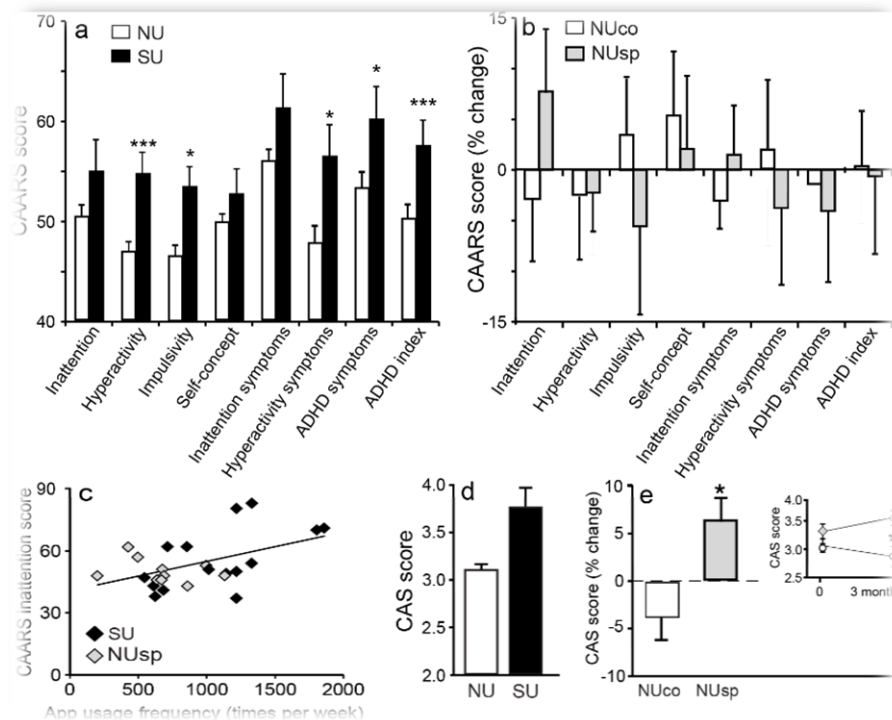 70
60
50
40
CAARS score
a
NU
SU
***
*
*
*
***
Inattention
Hyperactivity
Impulsivity
Self-concept
Inattention symptoms
Hyperactivity symptoms
ADHD symptoms
ADHD index
15
0
-15
CAARS score (% change)
b
NUco
NUsp
Inattention
Hyperactivity
Impulsivity
Self-concept
Inattention symptoms
Hyperactivity symptoms
ADHD symptoms
ADHD index
90
60
30
0
CAARS inattention score
c
SU
NUsp
0 500 1000 1500 2000
App usage frequency (times per week)
4.0
3.5
3.0
2.5
2.0
CAS score
d
NU SU
10
5
0
-5
-10
CAS score (% change)
e
*
NUco NUsp
4.0
3.5
3.0
2.5
CAS score
0 3 month